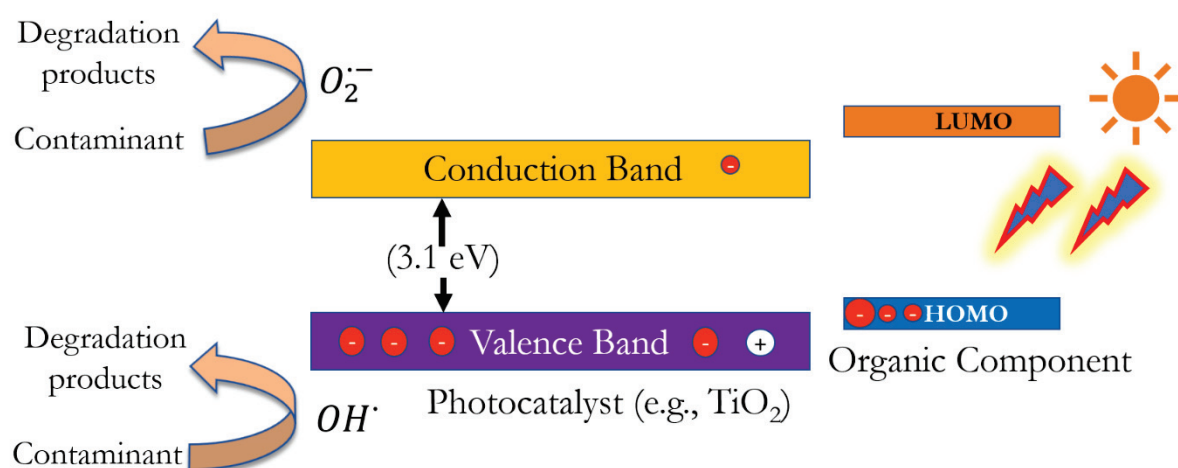 Degradation
products
Contaminant
O₂·−
LUMO
Conduction Band
-
(3.1 eV)
- - - Valence Band - +
- - - HOMO
Organic Component
Photocatalyst (e.g., TiO₂)
Degradation
products
Contaminant
OH·